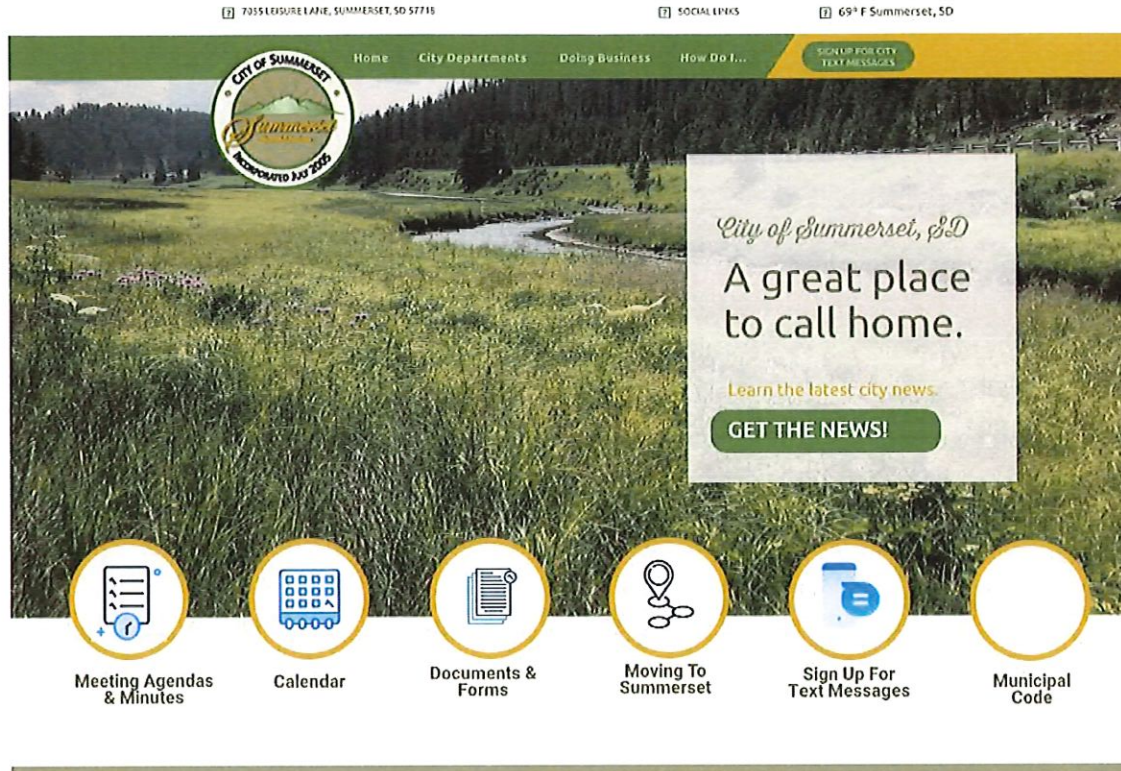 7055 LEISURE LANE, SUMMERSET, SD 57718
SOCIAL LINKS
69° F Summerset, SD
CITY OF SUMMERSET
Summerset
INCORPORATED JULY 2005
Home
City Departments
Doing Business
How Do I...
SIGN UP FOR CITY
TEXT MESSAGES
City of Summerset, SD
A great place
to call home.
Learn the latest city news.
GET THE NEWS!
Meeting Agendas
& Minutes
Calendar
Documents &
Forms
Moving To
Summerset
Sign Up For
Text Messages
Municipal
Code